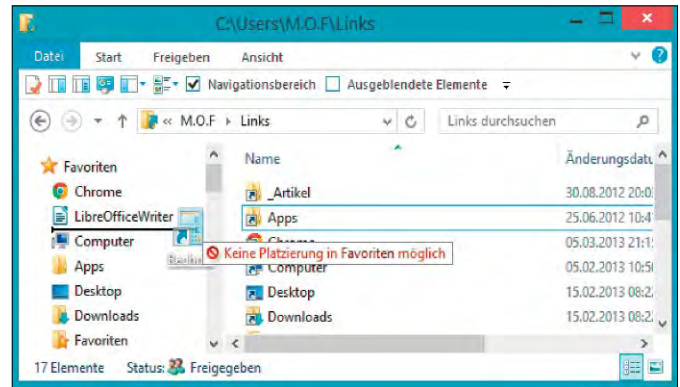 C:\Users\M.O.F\Links
Datei Start Freigeben Ansicht
Navigationsbereich Ausgeblendete Elemente
« M.O.F Links Links durchsuchen
Favoriten
Chrome
LibreOfficeWriter
Computer
Apps
Desktop
Downloads
Favoriten
Name Änderungsdatu
_Artikel 30.08.2012 20:0
Apps 25.06.2012 10:4
Chrome 05.03.2013 21:1
Keine Platzierung in Favoriten möglich
Computer 05.02.2013 10:5
Desktop 15.02.2013 08:2
Downloads 15.02.2013 08:2
17 Elemente Status: Freigegeben